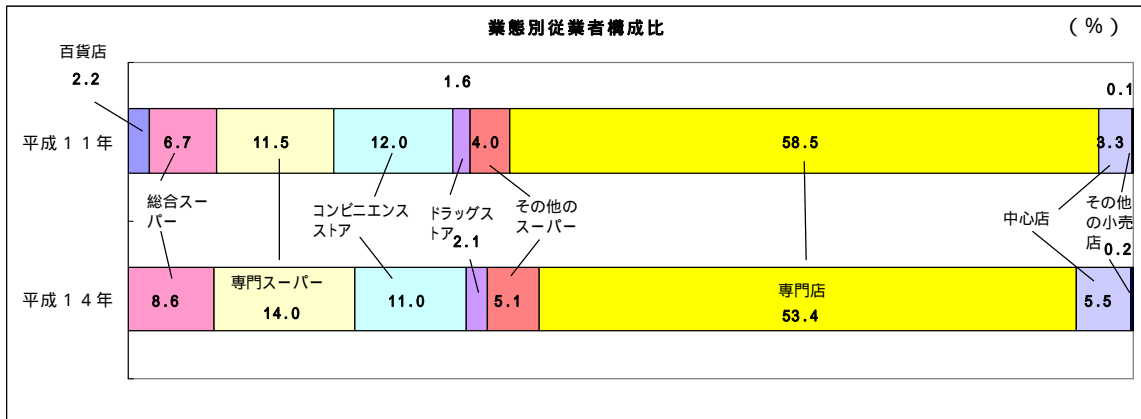 業態別従業者構成比
(%)
百貨店
2.2
1.6
0.1
平成11年
6.7
11.5
12.0
4.0
58.5
3.3
総合スー
パー
コンビニエンス
ストア
ドラッグス
トア
2.1
その他の
スーパー
中心店
その他
の小売
店
0.2
平成14年
8.6
専門スーパー
14.0
11.0
5.1
専門店
53.4
5.5